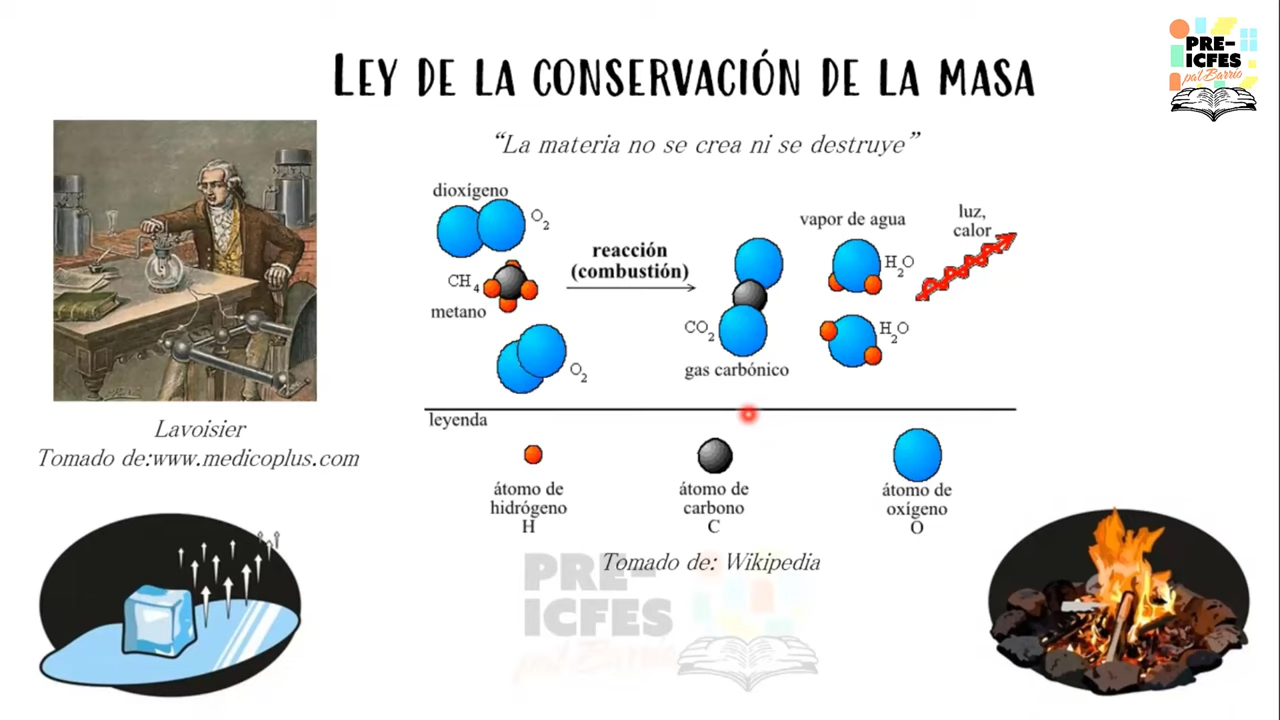 LEY DE LA CONSERVACIÓN DE LA MASA
PRE-
ICFES
pal Barrio
“La materia no se crea ni se destruye”
dioxígeno
O2
CH4
metano
O2
reacción
(combustión)
CO2
gas carbónico
vapor de agua
H2O
H2O
luz,
calor
leyenda
átomo de
hidrógeno
H
átomo de
carbono
C
átomo de
oxígeno
O
Lavoisier
Tomado de:www.medicoplus.com
Tomado de: Wikipedia
PRE-
ICFES
pal Barrio